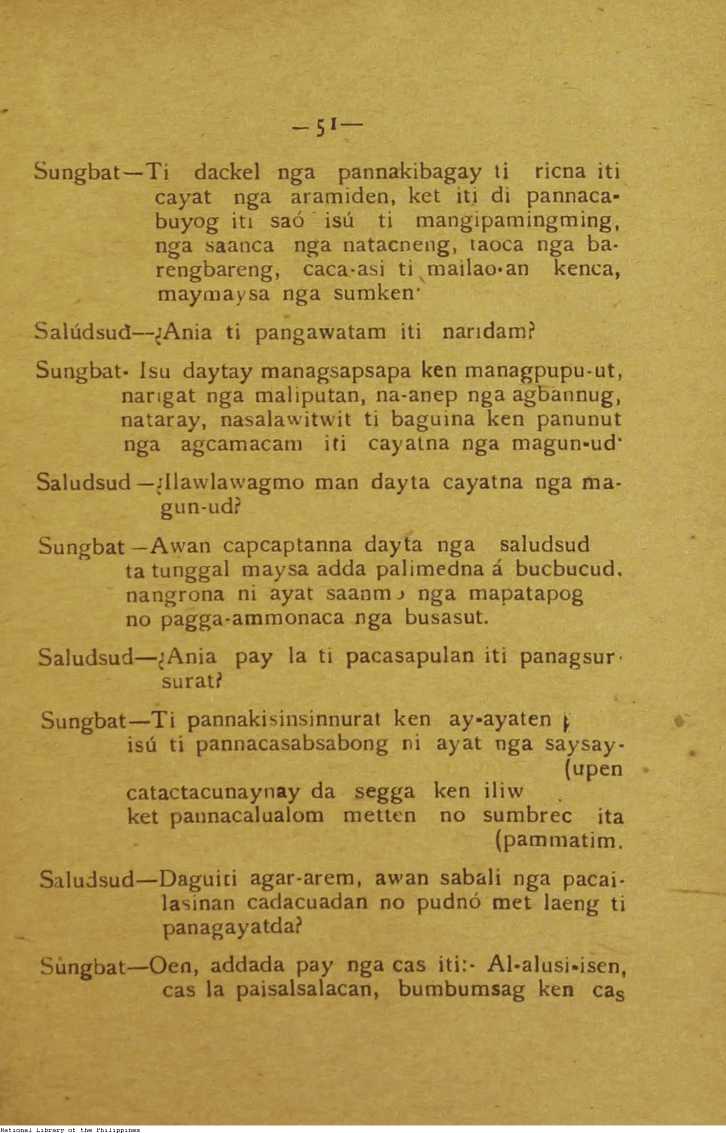 — 51 —
Sungbat—Ti dackel nga pannakibagay ti ricna iti
cayat nga aramiden, ket iti di pannaca-
buyog iti saó isú ti mangipamingming,
nga saanca nga natacneng, taoca nga ba-
rengbareng, caca-asi ti mailao-an kenca,
maymaysa nga sumken·
Salúdsud—¿Ania ti pangawatam iti naridam?
Sungbat- Isu daytay managsapsapa ken managpupu-ut,
narigat nga maliputan, na-anep nga agbannug,
nataray, nasalawitwit ti baguina ken panunut
nga agcamacam iti cayatna nga magun-ud·
Saludsud—¿Ilawlawagmo man dayta cayatna nga ma-
gun-ud?
Sungbat—Awan capcaptanna dayta nga saludsud
ta tunggal maysa adda palimedna á bucbucud.
nangrona ni ayat saanmo nga mapatapog
no pagga-ammonaca nga busasut.
Saludsud—¿Ania pay la ti pacasapulan iti panagsur-
surat?
Sungbat—Ti pannakisinsinnurat ken ay-ayaten
isú ti pannacasabsabong ni ayat nga saysay-
(upen
catactacunaynay da segga ken iliw
ket pannacalualom metten no sumbrec ita
(pammatim.
Saludsud—Daguiti agar-arem, awan sabali nga pacai-
lasinan cadacuadan no pudnó met laeng ti
panagayatda?
Sungbat—Oen, addada pay nga cas iti:- Al-alusi-isen,
cas la paisalsalacan, bumbumsag ken cas
National Library of the Philippines